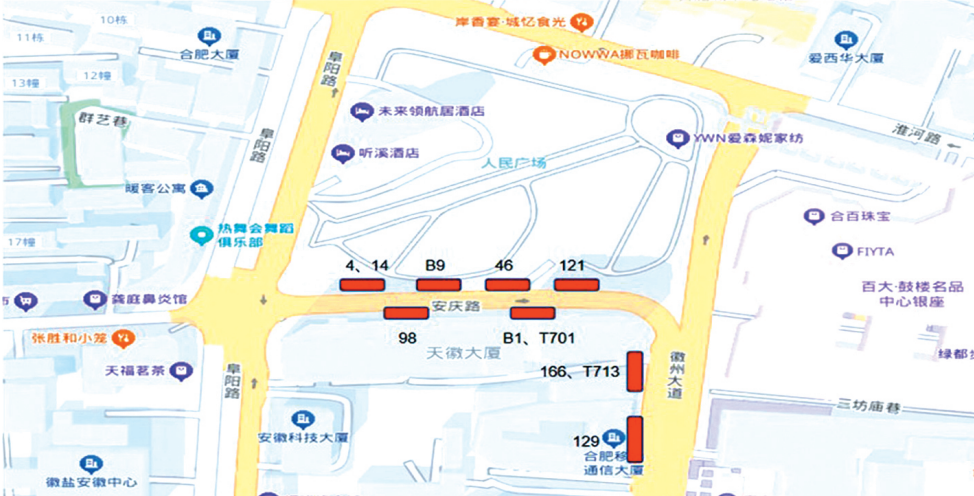 岸香宴·城忆食光
10栋
11栋
合肥大厦
阜阳路
NOWWA挪瓦咖啡
爱西华大厦
13幢
12幢
群艺巷
未来领航居酒店
阜阳路
听溪酒店
人民广场
YWN爱森妮家纺
淮河路
暖客公寓
热舞会舞蹈
俱乐部
17幢
合百珠宝
FIYTA
4、14
B9
46
121
百大·鼓楼名品
中心银座
市
龚庭鼻炎馆
安庆路
张胜和小笼
98
天徽大厦
B1、T701
绿都
天福茗茶
阜阳路
166、T713
徽州大道
三坊庙巷
安徽科技大厦
129
合肥移
通信大厦
徽盐安徽中心